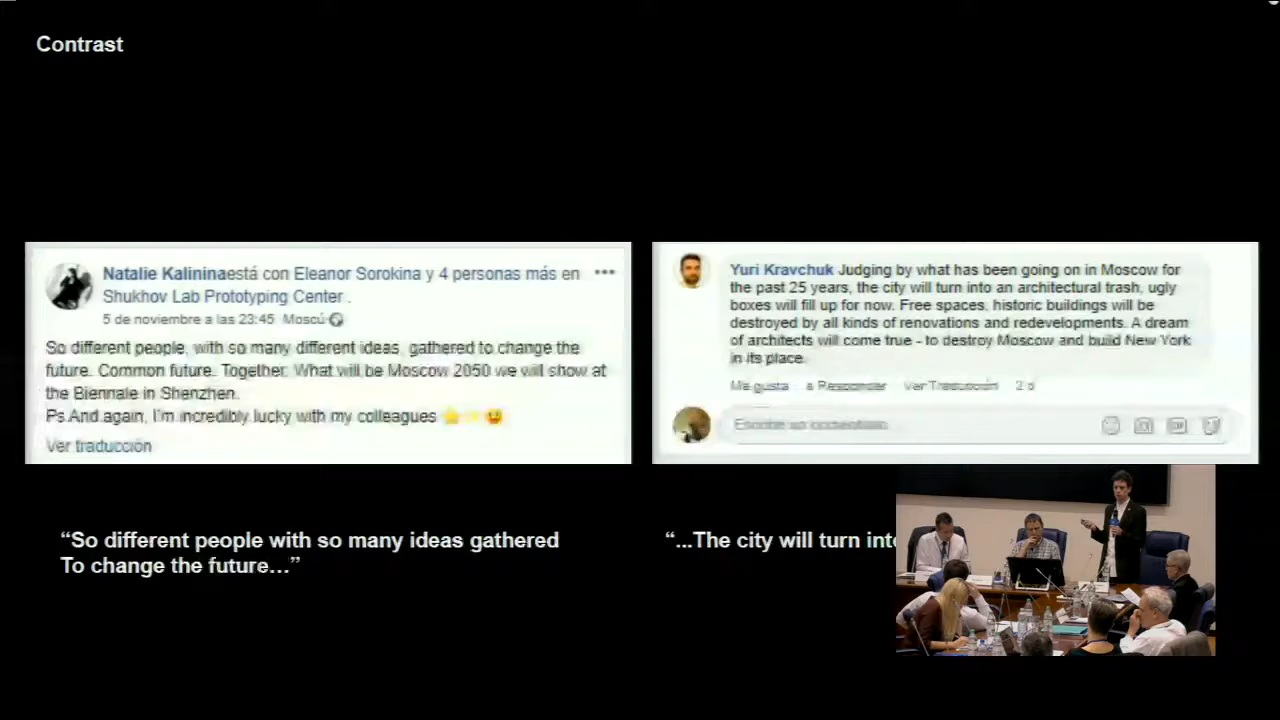 Contrast
Natalie Kalininaestá con Eleanor Sorokina y 4 personas más en
Shukhov Lab Prototyping Center .
5 de noviembre a las 23:45 Moscú
So different people, with so many different ideas, gathered to change the
future. Common future. Together. What will be Moscow 2050 we will show at
the Biennale in Shenzhen.
Ps.And again, I'm incredibly lucky with my colleagues
Ver traducción
Yuri Kravchuk Judging by what has been going on in Moscow for
the past 25 years, the city will turn into an architectural trash, ugly
boxes will fill up for now. Free spaces, historic buildings will be
destroyed by all kinds of renovations and redevelopments. A dream
of architects will come true - to destroy Moscow and build New York
in its place.
Me gusta a Responder Ver Traducción
Escribe un comentario
“So different people with so many ideas gathered
To change the future…”
“...The city will turn into